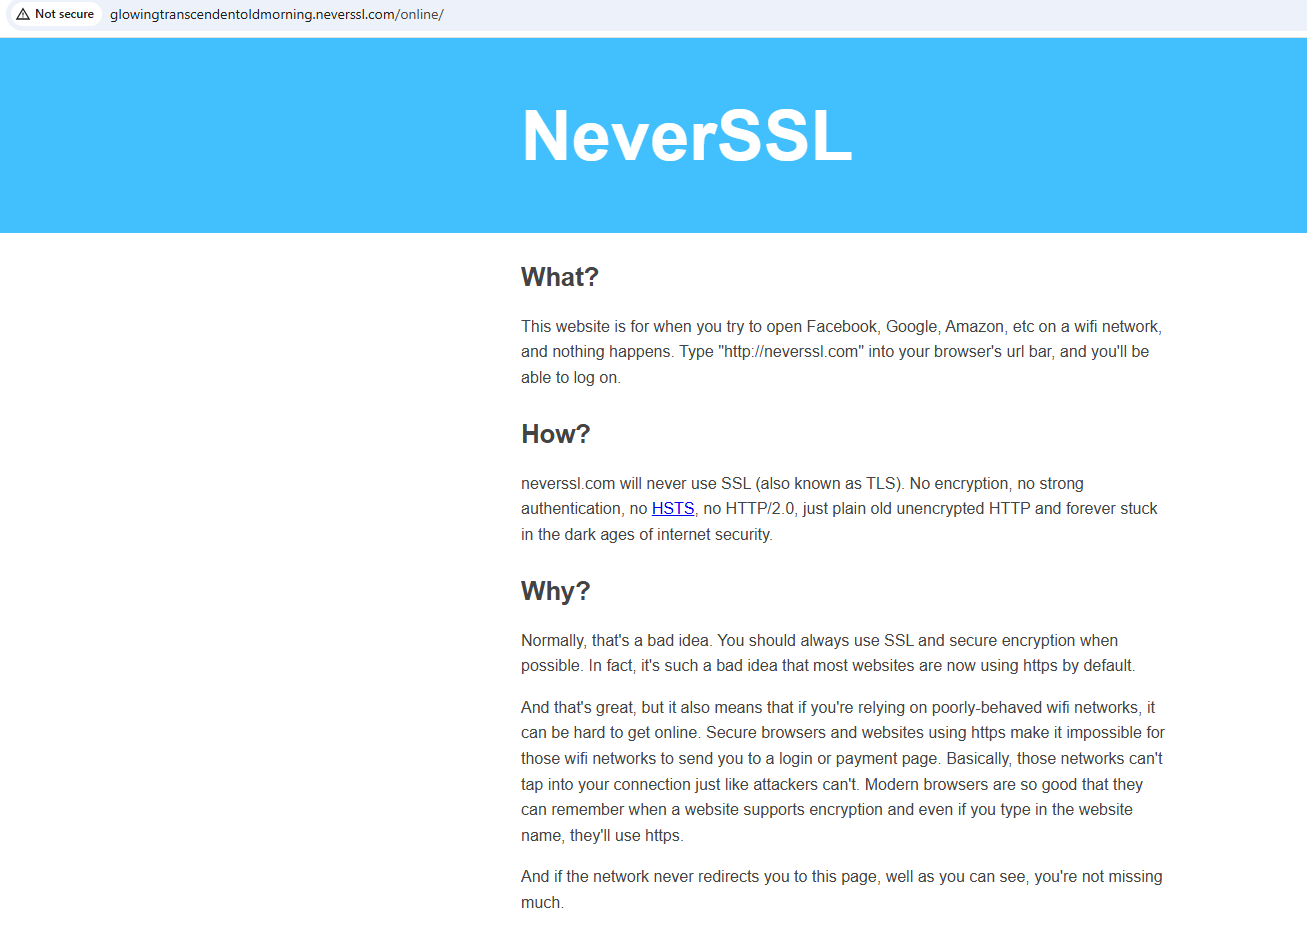 Not secure glowingtranscendentoldmorning.neverssl.com/online/
NeverSSL
What?
This website is for when you try to open Facebook, Google, Amazon, etc on a wifi network,
and nothing happens. Type "http://neverssl.com" into your browser's url bar, and you'll be
able to log on.
How?
neverssl.com will never use SSL (also known as TLS). No encryption, no strong
authentication, no HSTS, no HTTP/2.0, just plain old unencrypted HTTP and forever stuck
in the dark ages of internet security.
Why?
Normally, that's a bad idea. You should always use SSL and secure encryption when
possible. In fact, it's such a bad idea that most websites are now using https by default.
And that's great, but it also means that if you're relying on poorly-behaved wifi networks, it
can be hard to get online. Secure browsers and websites using https make it impossible for
those wifi networks to send you to a login or payment page. Basically, those networks can't
tap into your connection just like attackers can't. Modern browsers are so good that they
can remember when a website supports encryption and even if you type in the website
name, they'll use https.
And if the network never redirects you to this page, well as you can see, you're not missing
much.